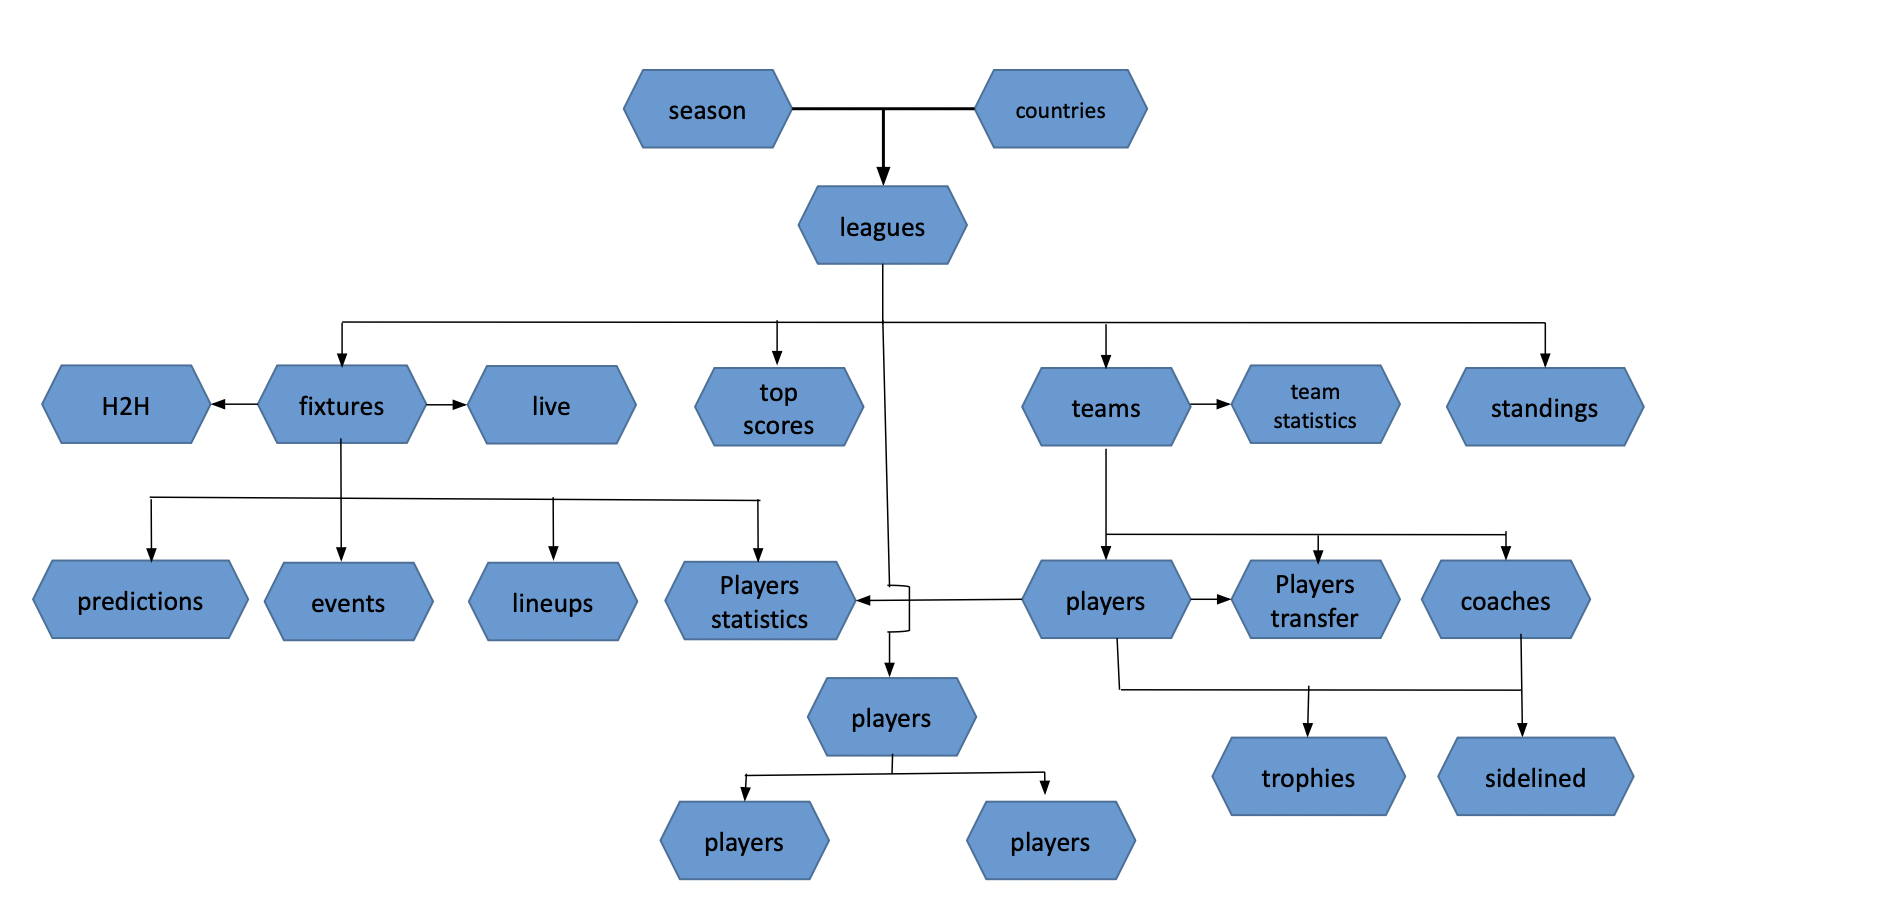 season
countries
leagues
H2H
fixtures
live
top
scores
teams
team
statistics
standings
predictions
events
lineups
Players
statistics
players
Players
transfer
coaches
players
trophies
sidelined
players
players